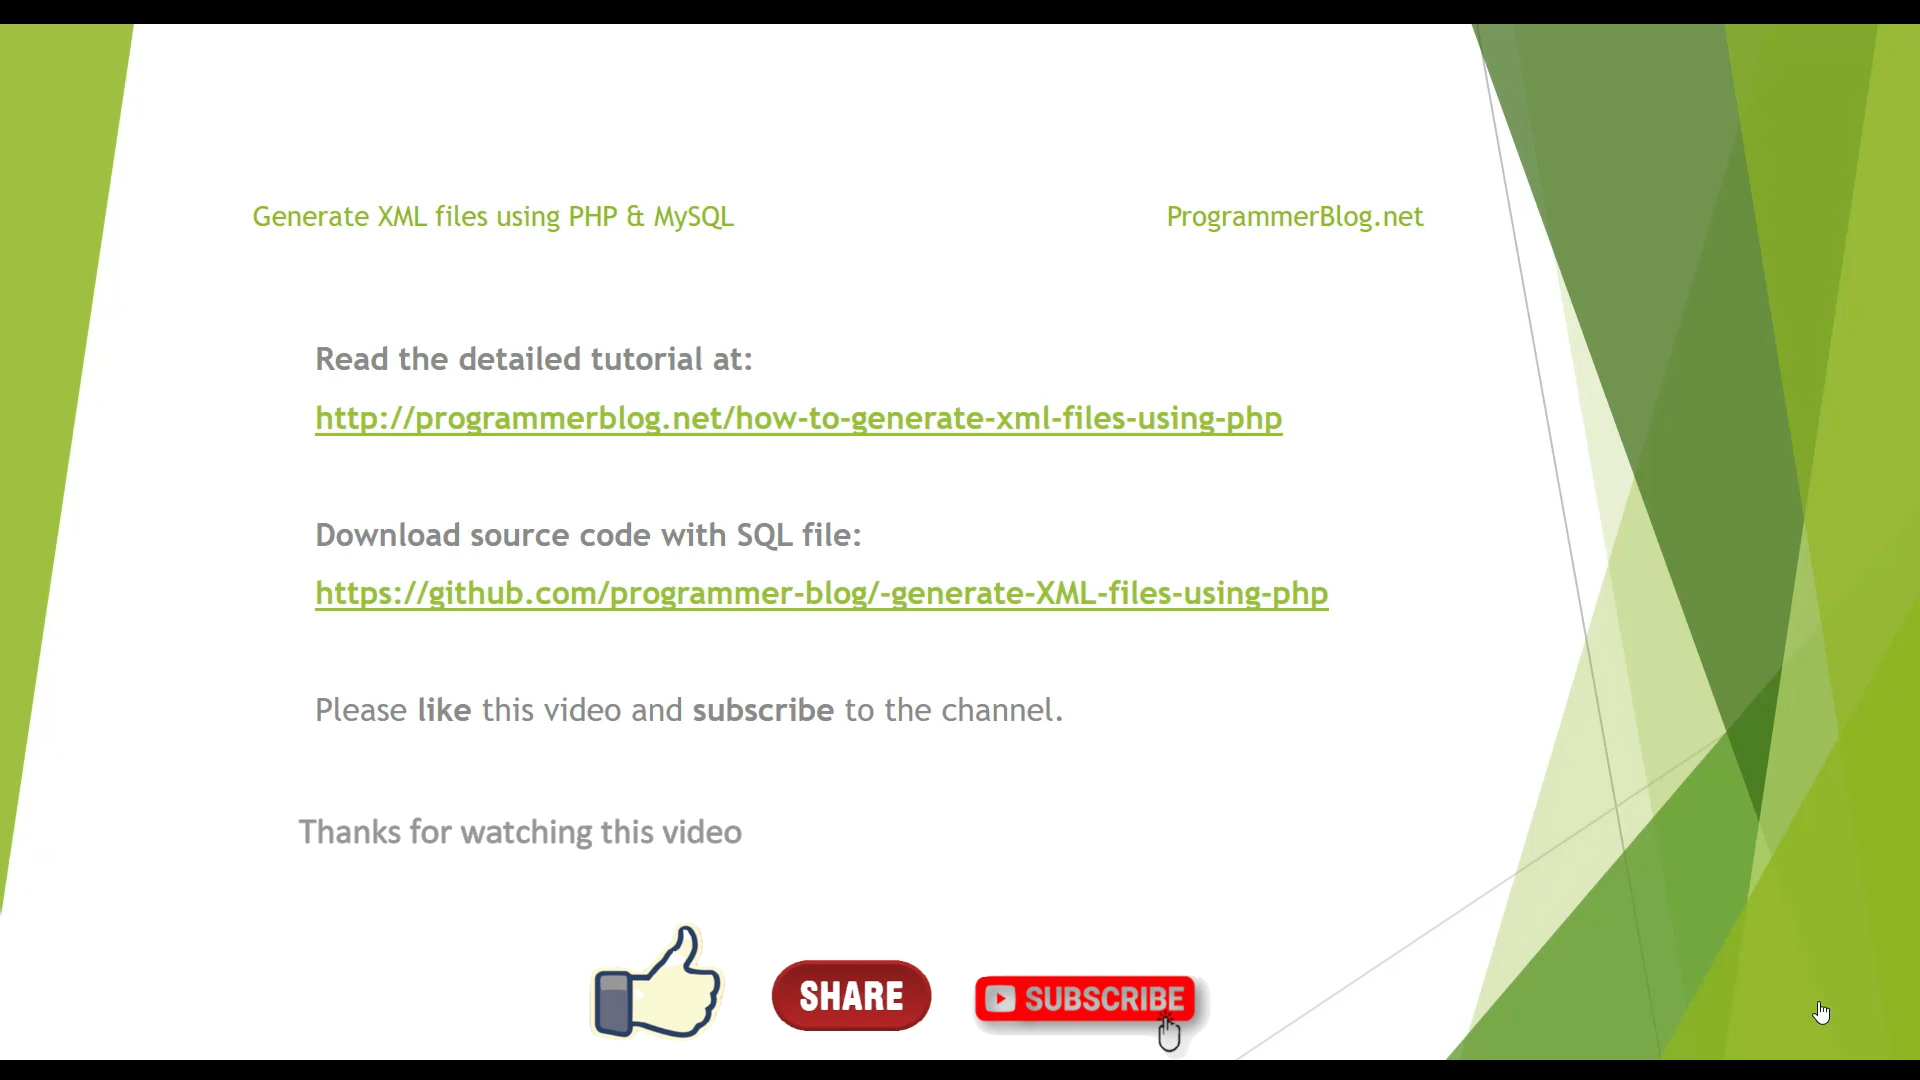 Generate XML files using PHP & MySQL
ProgrammerBlog.net
Read the detailed tutorial at:
http://programmerblog.net/how-to-generate-xml-files-using-php
Download source code with SQL file:
https://github.com/programmer-blog/-generate-XML-files-using-php
Please like this video and subscribe to the channel.
Thanks for watching this video
SHARE
SUBSCRIBE